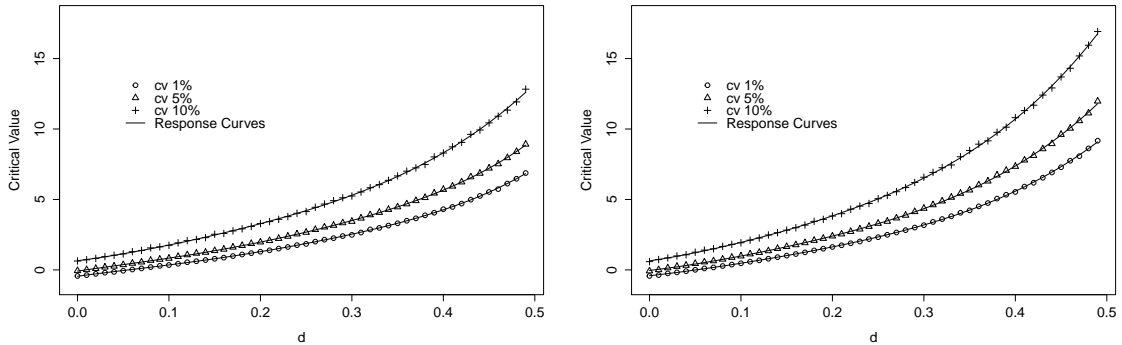 15
10
5
0
Critical Value
cv 1%
cv 5%
cv 10%
Response Curves
0.0 0.1 0.2 0.3 0.4 0.5
d
15
10
5
0
Critical Value
cv 1%
cv 5%
cv 10%
Response Curves
0.0 0.1 0.2 0.3 0.4 0.5
d